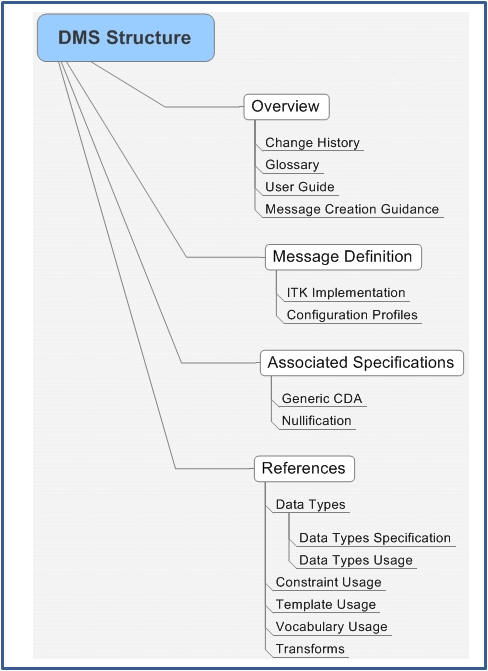 DMS Structure
Overview
Change History
Glossary
User Guide
Message Creation Guidance
Message Definition
ITK Implementation
Configuration Profiles
Associated Specifications
Generic CDA
Nullification
References
Data Types
Data Types Specification
Data Types Usage
Constraint Usage
Template Usage
Vocabulary Usage
Transforms